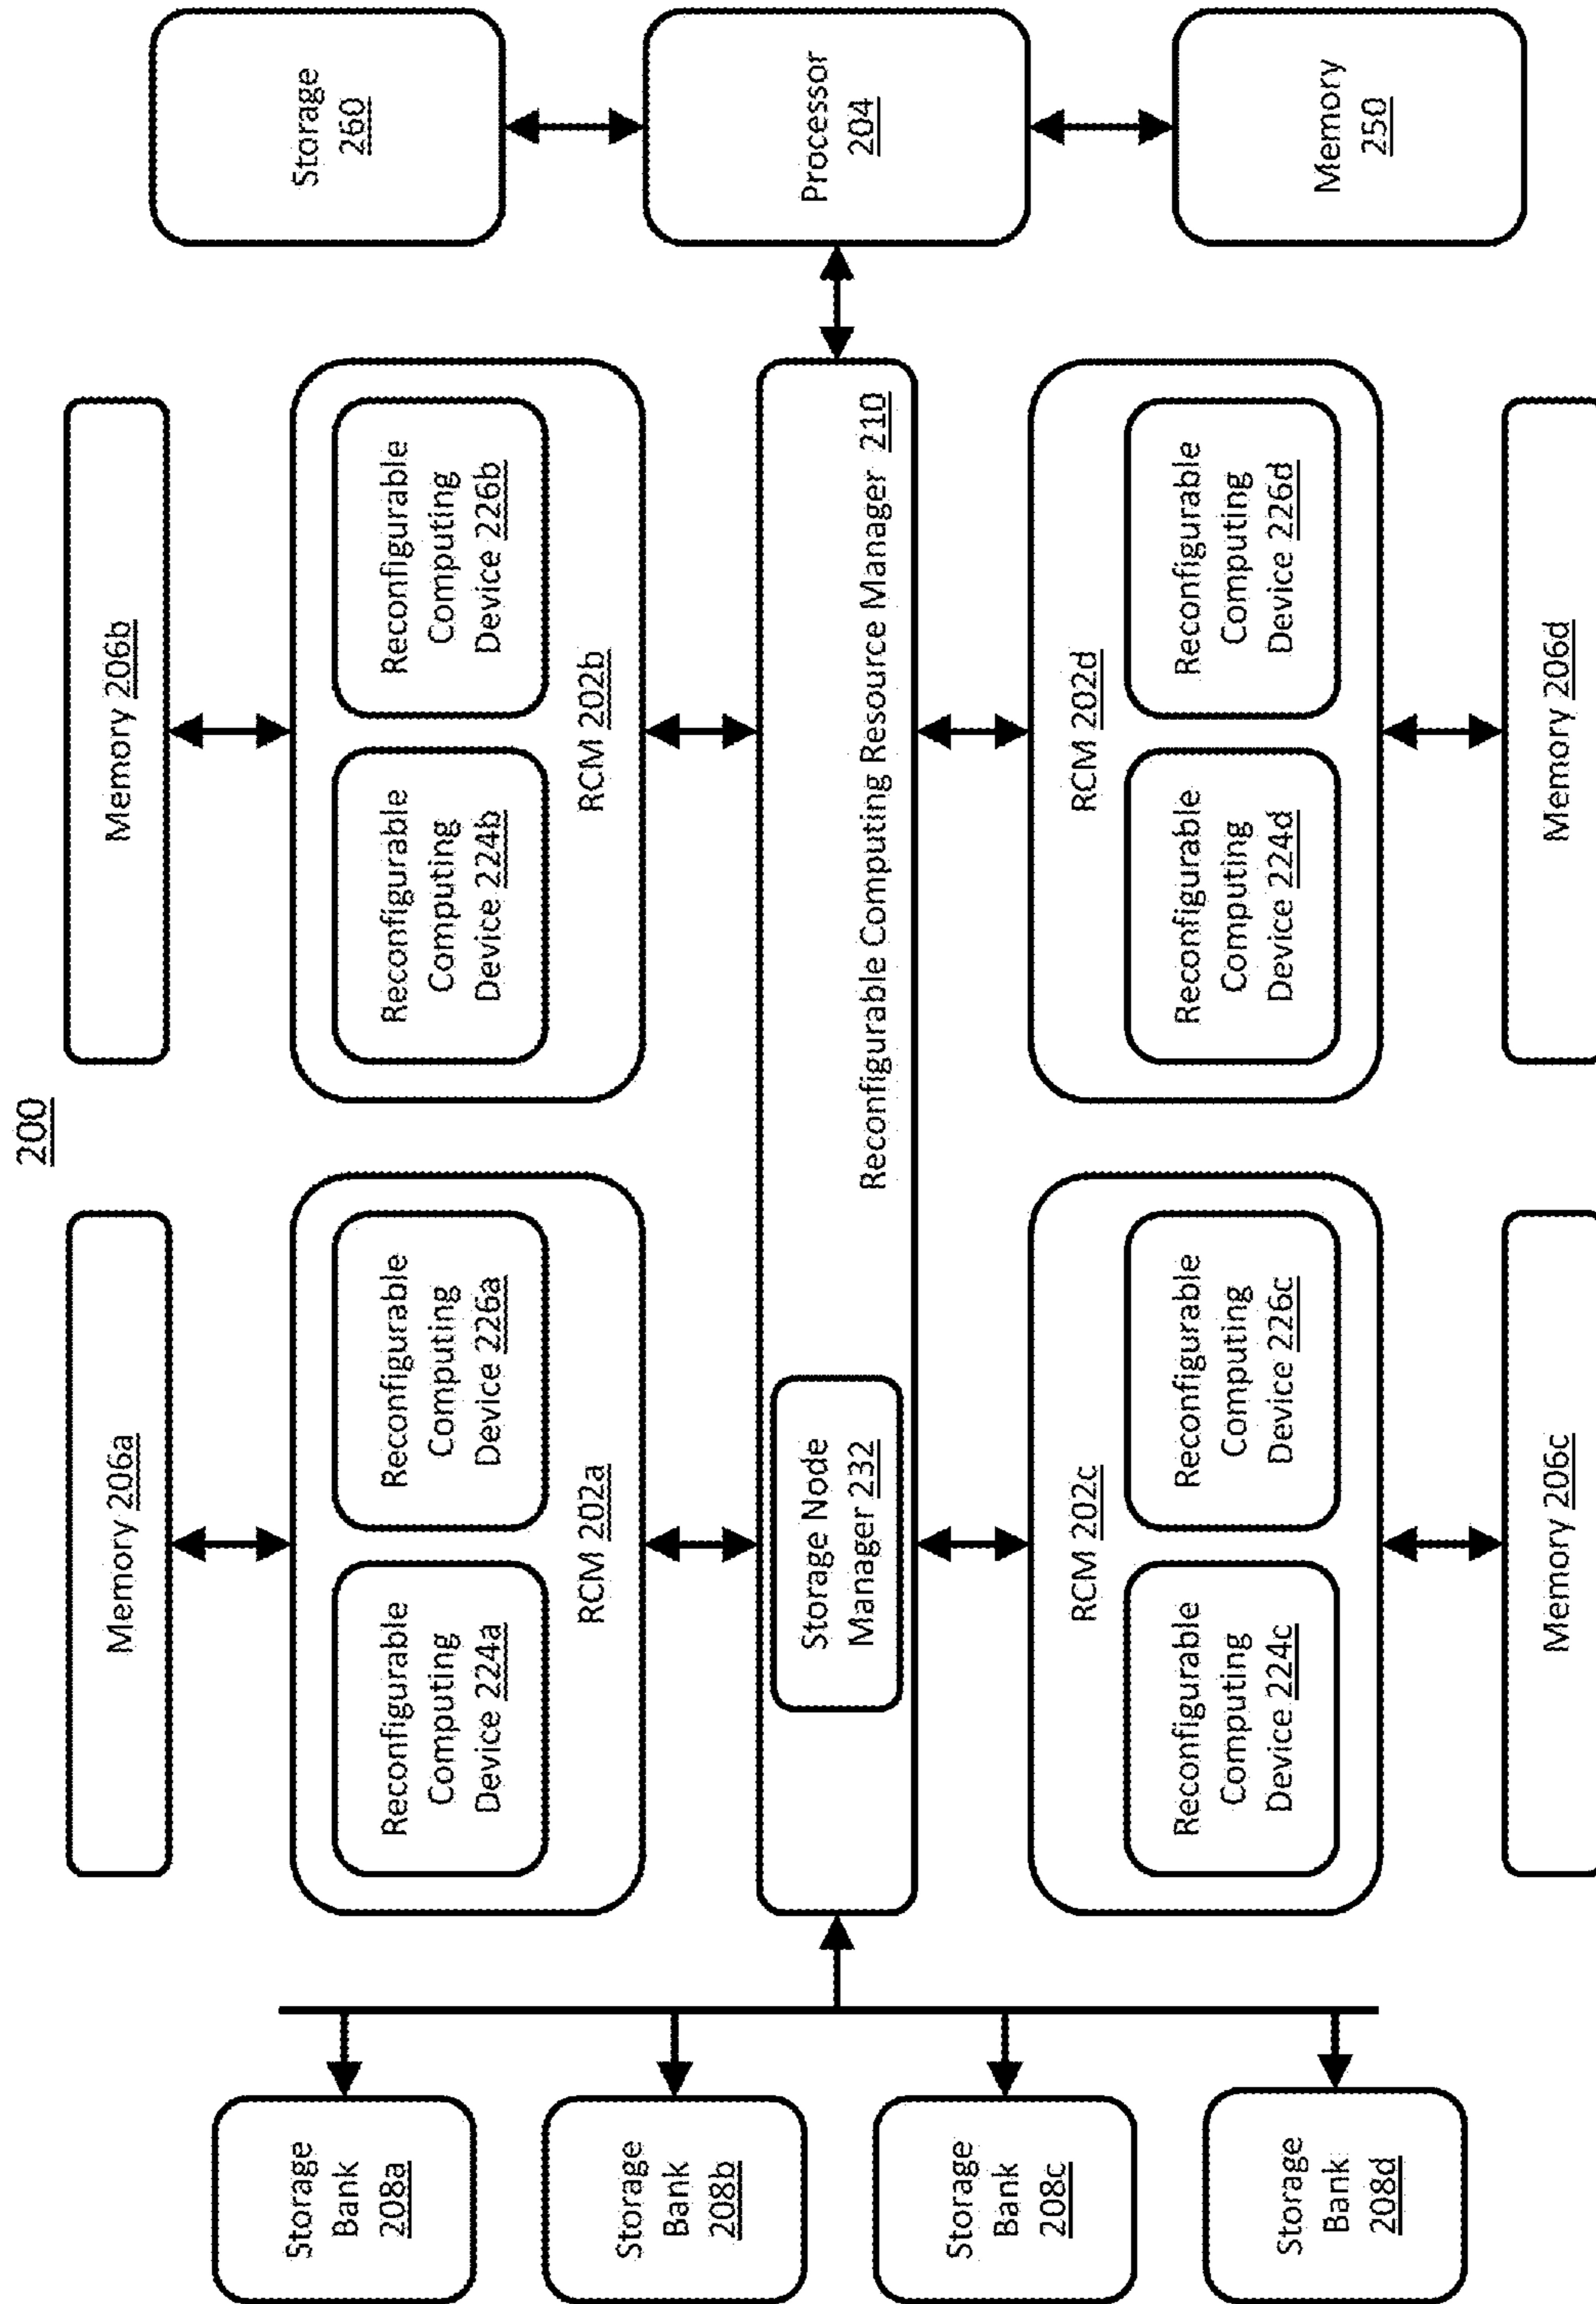 200
Memory 206a
Memory 206b
Storage
260
Storage
Bank
208a
Reconfigurable
Computing
Device 224a
Reconfigurable
Computing
Device 226a
RCM 202a
Reconfigurable
Computing
Device 224b
Reconfigurable
Computing
Device 226b
RCM 202b
Storage
Bank
208b
Storage Node
Manager 232
Reconfigurable Computing Resource Manager 210
Processor
204
Storage
Bank
208c
RCM 202c
Reconfigurable
Computing
Device 224c
Reconfigurable
Computing
Device 226c
RCM 202d
Reconfigurable
Computing
Device 224d
Reconfigurable
Computing
Device 226d
Storage
Bank
208d
Memory
250
Memory 206c
Memory 206d